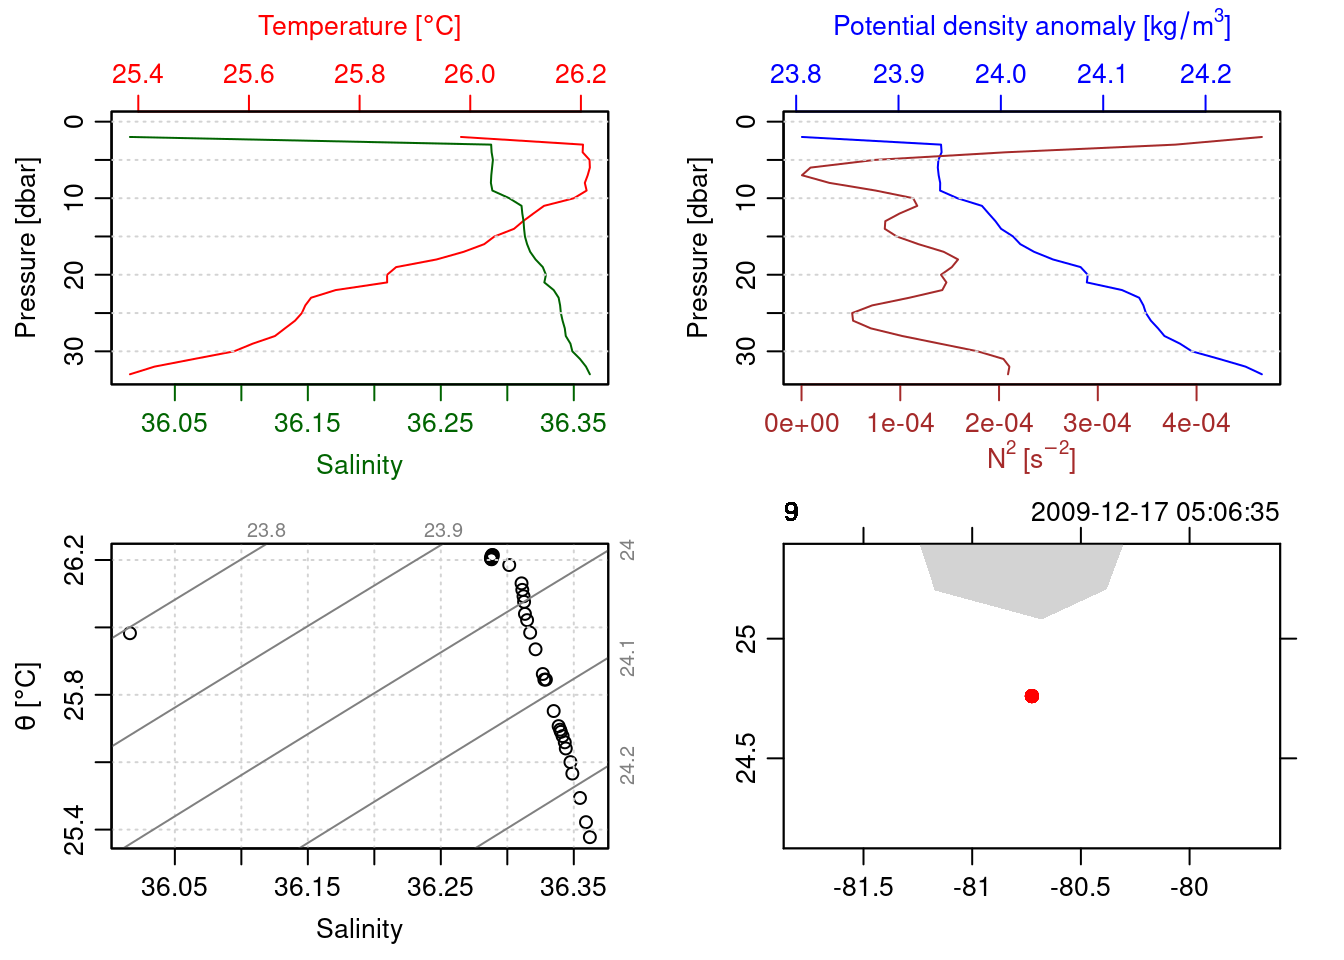 Temperature [°C]
25.4 25.6 25.8 26.0 26.2
Pressure [dbar]
0
10
20
30
36.05 36.15 36.25 36.35
Salinity
Potential density anomaly [kg/m³]
23.8 23.9 24.0 24.1 24.2
Pressure [dbar]
0
10
20
30
0e+00 1e-04 2e-04 3e-04 4e-04
N² [s⁻²]
23.8 23.9
24
24.1
24.2
θ [°C]
26.2
25.8
25.4
36.05 36.15 36.25 36.35
Salinity
2009-12-17 05:06:35
25
24.5
-81.5 -81 -80.5 -80